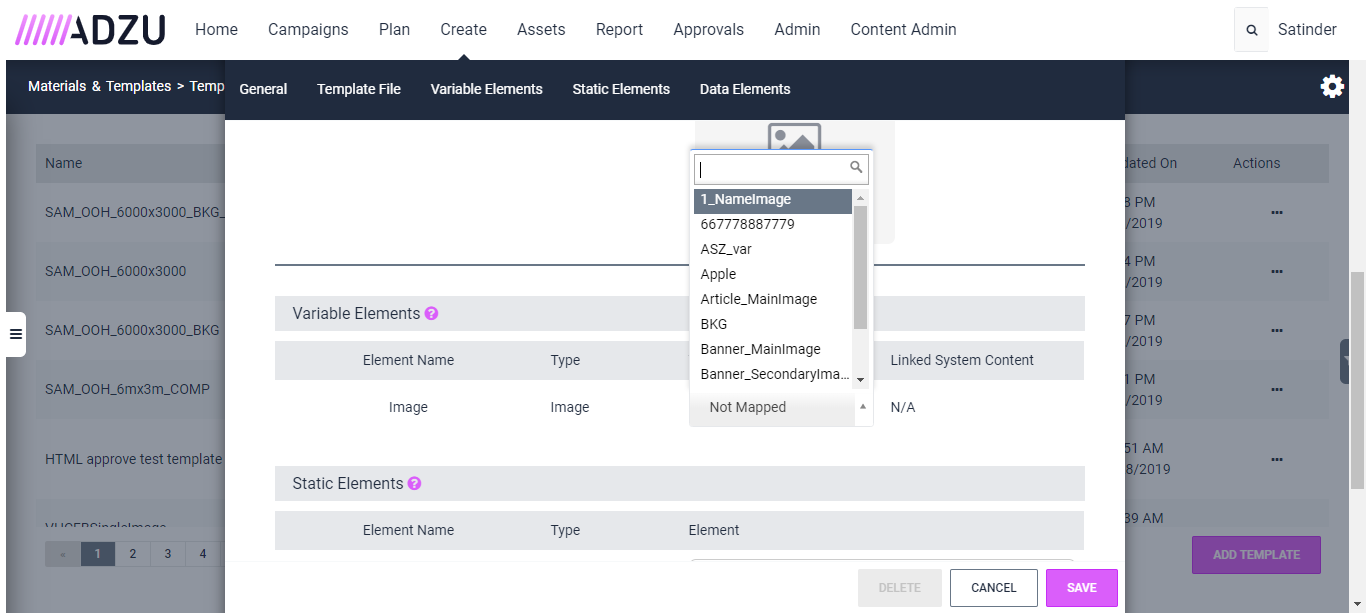 ADZU
Home Campaigns Plan Create Assets Report Approvals Admin Content Admin Satinder
Materials & Templates > Temp
General Template File Variable Elements Static Elements Data Elements
Name
dated On Actions
SAM_OOH_6000x3000_BKG_
8 PM
/2019
SAM_OOH_6000x3000
4 PM
/2019
SAM_OOH_6000x3000_BKG
7 PM
/2019
SAM_OOH_6mx3m_COMP
1 PM
/2019
HTML approve test template
51 AM
8/2019
39 AM
« 1 2 3 4
ADD TEMPLATE
1_NameImage
667778887779
ASZ_var
Apple
Article_MainImage
BKG
Banner_MainImage
Banner_SecondaryIma...
Variable Elements ?
Element Name Type Linked System Content
Image Image Not Mapped N/A
Static Elements ?
Element Name Type Element
DELETE CANCEL SAVE